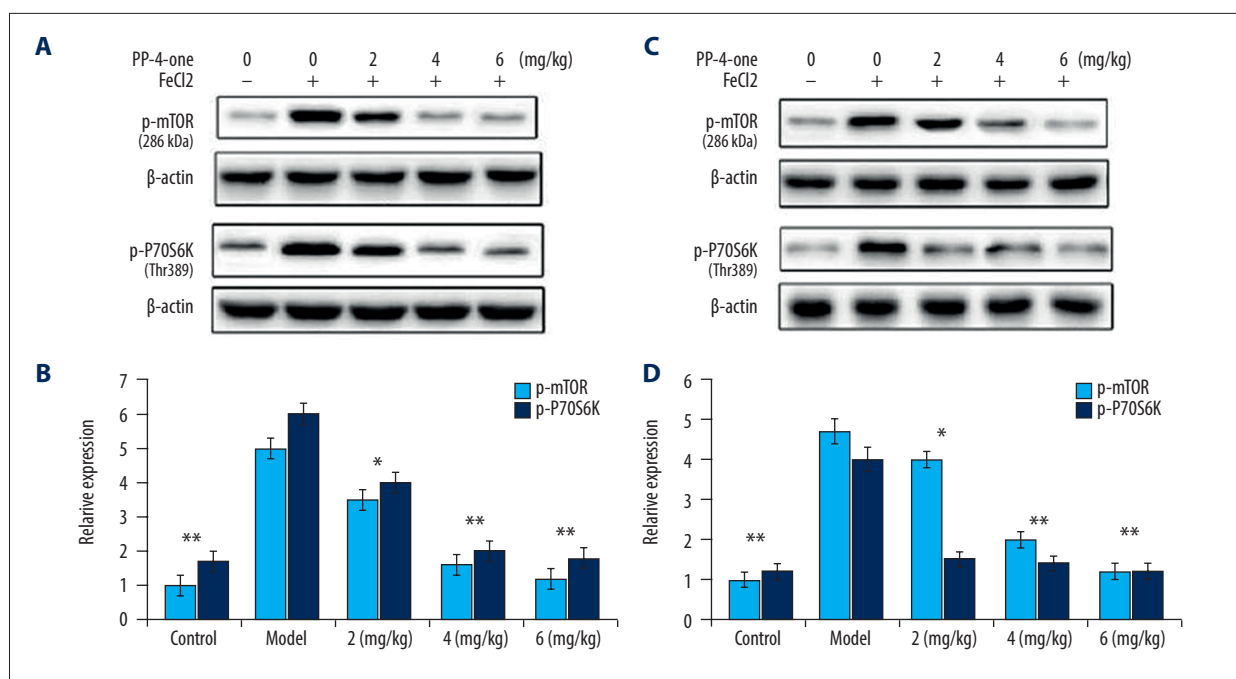 A
PP-4-one 0 0 2 4 6 (mg/kg)
FeCl2 – + + + +
p-mTOR
(286 kDa)
β-actin
p-P70S6K
(Thr389)
β-actin
C
PP-4-one 0 0 2 4 6 (mg/kg)
FeCl2 – + + + +
p-mTOR
(286 kDa)
β-actin
p-P70S6K
(Thr389)
β-actin
B
Relarive expression
7
6
5
4
3
2
1
0
p-mTOR
p-P70S6K
**
*
**
**
Control Model 2 (mg/kg) 4 (mg/kg) 6 (mg/kg)
D
Relarive expression
6
5
4
3
2
1
0
p-mTOR
p-P70S6K
**
*
**
**
Control Model 2 (mg/kg) 4 (mg/kg) 6 (mg/kg)